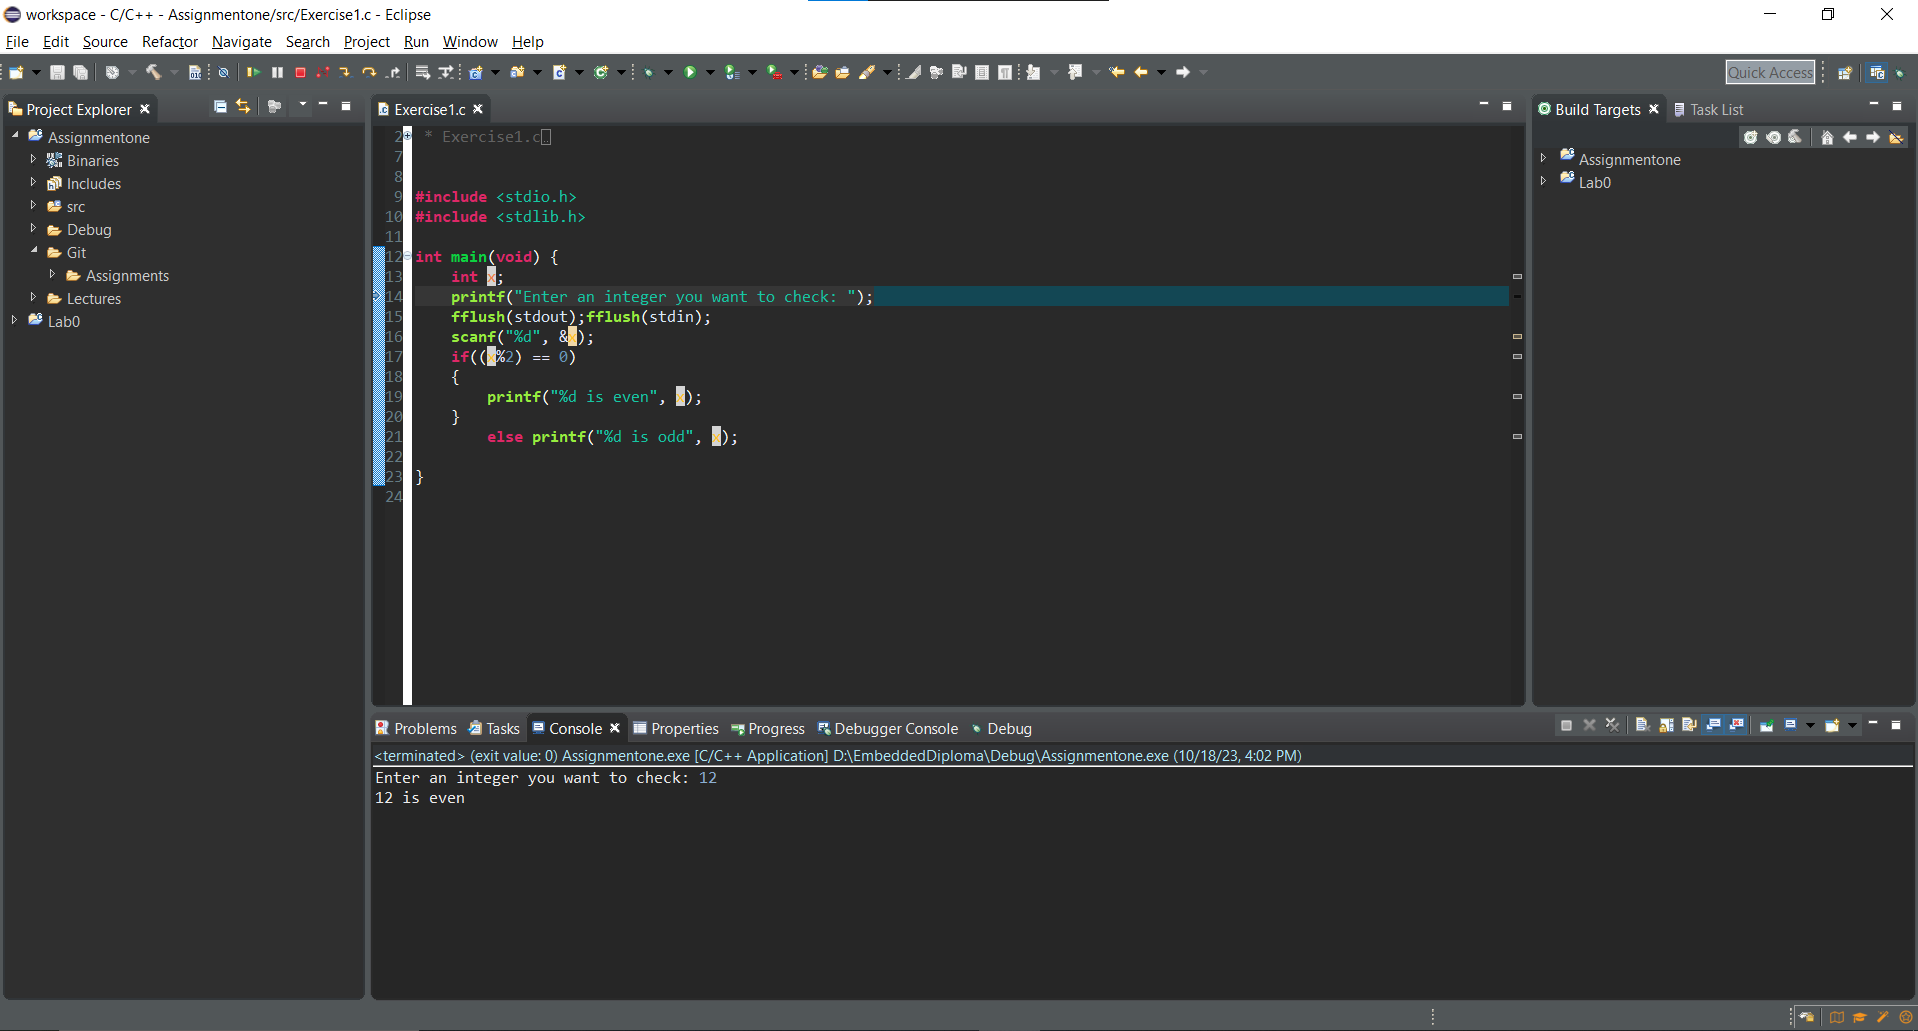 workspace - C/C++ - Assignmentone/src/Exercise1.c - Eclipse
File Edit Source Refactor Navigate Search Project Run Window Help
Quick Access
Project Explorer
Assignmentone
Binaries
Includes
src
Debug
Git
Assignments
Lectures
Lab0
Exercise1.c
2 * Exercise1.c
7
8
9 #include <stdio.h>
10 #include <stdlib.h>
11
12 int main(void) {
13 int x;
14 printf("Enter an integer you want to check: ");
15 fflush(stdout);fflush(stdin);
16 scanf("%d", &x);
17 if((x%2) == 0)
18 {
19 printf("%d is even", x);
20 }
21 else printf("%d is odd", x);
22
23 }
24
Build Targets Task List
Assignmentone
Lab0
Problems Tasks Console Properties Progress Debugger Console Debug
<terminated> (exit value: 0) Assignmentone.exe [C/C++ Application] D:\EmbeddedDiploma\Debug\Assignmentone.exe (10/18/23, 4:02 PM)
Enter an integer you want to check: 12
12 is even